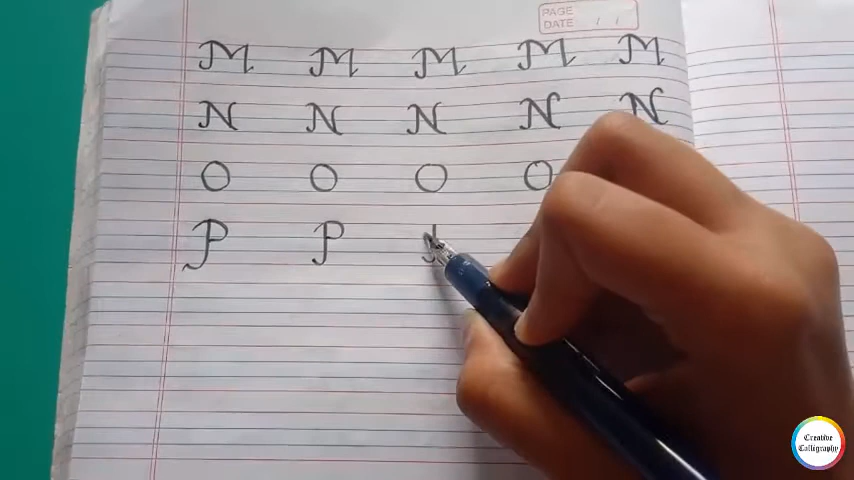 PAGE
DATE / /
M M M M M
N N N N N
O O O O
P P
Creative
Calligraphy